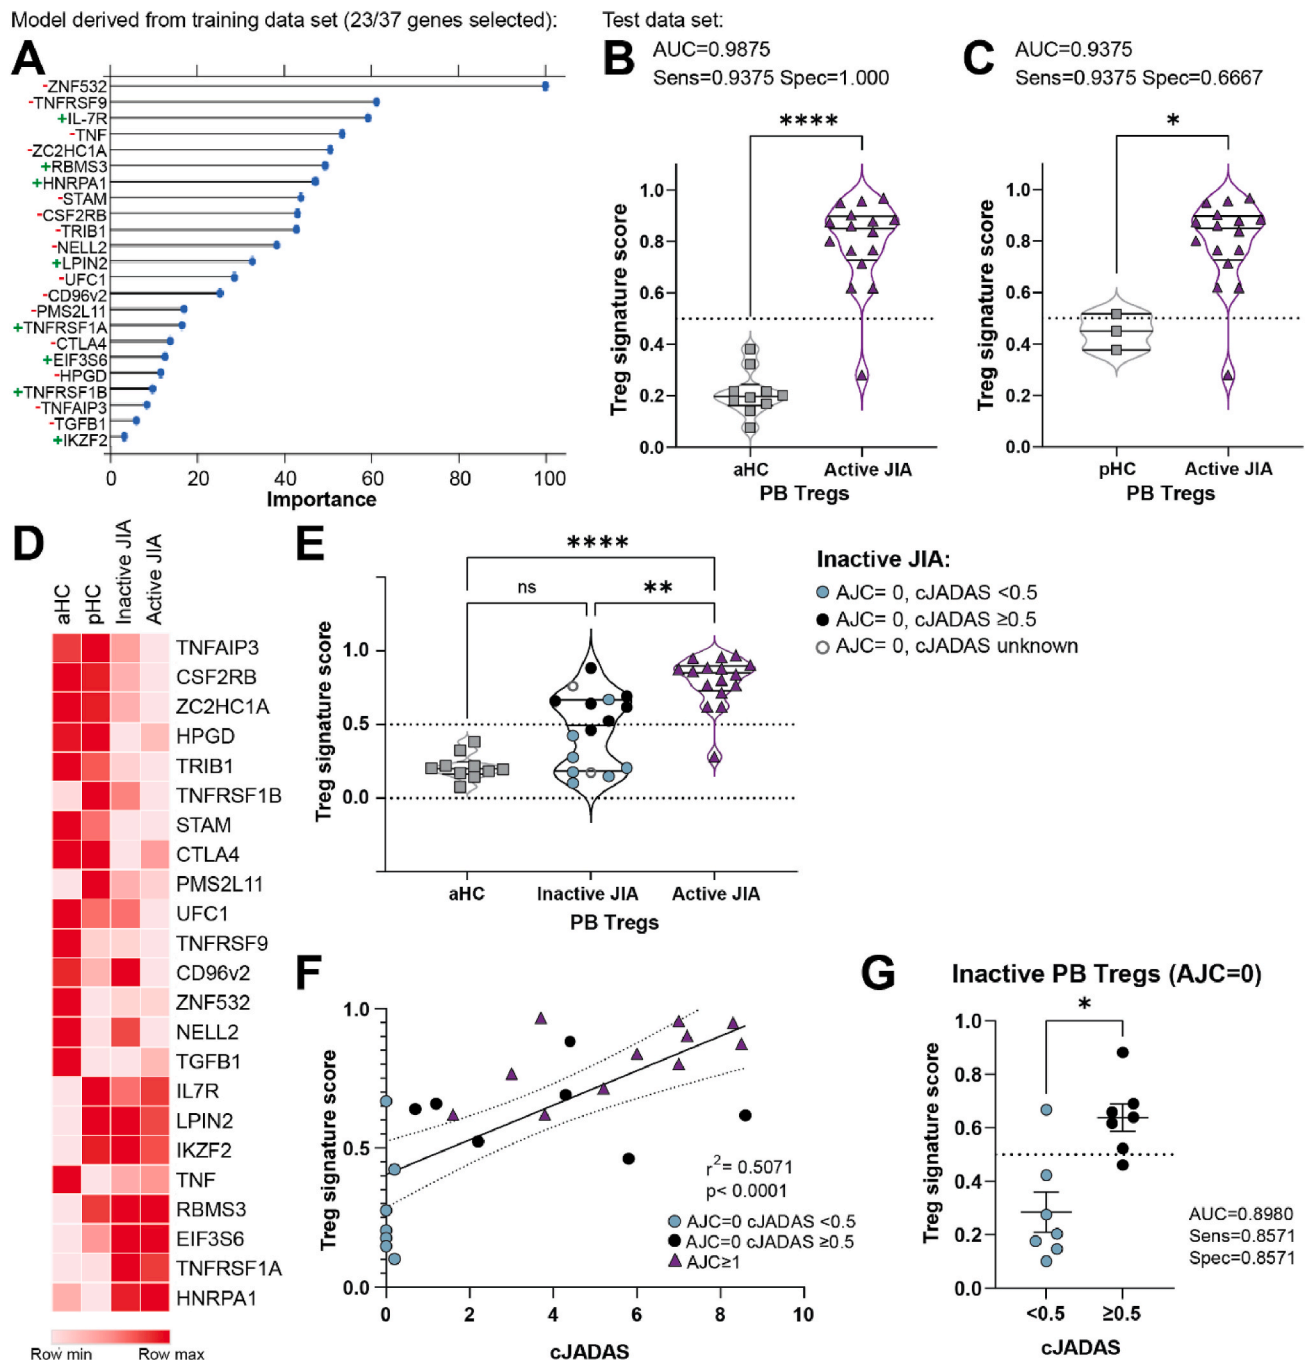 Model derived from training data set (23/37 genes selected):
Test data set:
A
-ZNF532
-TNFRSF9
+IL-7R
-TNF
-ZC2HC1A
+RBMS3
+HNRPA1
-STAM
-CSF2RB
-TRIB1
-NELL2
+LPIN2
-UFC1
-CD96v2
-PMS2L11
+TNFRSF1A
-CTLA4
+EIF3S6
-HPGD
+TNFRSF1B
-TNFAIP3
-TGFB1
+IKZF2
0 20 40 60 80 100
Importance
B
AUC=0.9875
Sens=0.9375 Spec=1.000
****
Treg signature score
1.0
0.8
0.6
0.4
0.2
0.0
aHC Active JIA
PB Tregs
C
AUC=0.9375
Sens=0.9375 Spec=0.6667
*
Treg signature score
1.0
0.8
0.6
0.4
0.2
0.0
pHC Active JIA
PB Tregs
D
aHC
pHC
Inactive JIA
Active JIA
TNFAIP3
CSF2RB
ZC2HC1A
HPGD
TRIB1
TNFRSF1B
STAM
CTLA4
PMS2L11
UFC1
TNFRSF9
CD96v2
ZNF532
NELL2
TGFB1
IL7R
LPIN2
IKZF2
TNF
RBMS3
EIF3S6
TNFRSF1A
HNRPA1
Row min Row max
E
****
ns
**
Treg signature score
1.0
0.5
0.0
aHC Inactive JIA Active JIA
PB Tregs
Inactive JIA:
AJC= 0, cJADAS <0.5
AJC= 0, cJADAS ≥0.5
AJC= 0, cJADAS unknown
F
Treg signature score
1.0
0.5
0.0
r2= 0.5071
p< 0.0001
AJC=0 cJADAS <0.5
AJC=0 cJADAS ≥0.5
AJC≥1
0 2 4 6 8 10
cJADAS
G
Inactive PB Tregs (AJC=0)
*
Treg signature score
1.0
0.8
0.6
0.4
0.2
0.0
AUC=0.8980
Sens=0.8571
Spec=0.8571
<0.5 ≥0.5
cJADAS